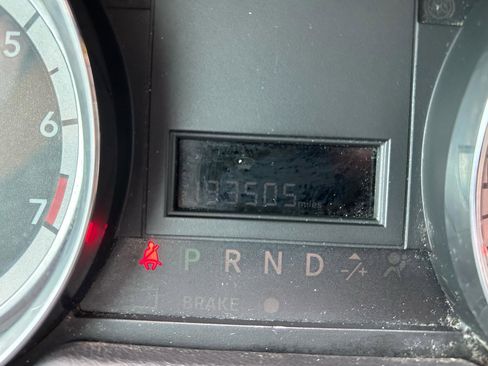 5
6
193505 miles
7
P R N D -/+
BRAKE